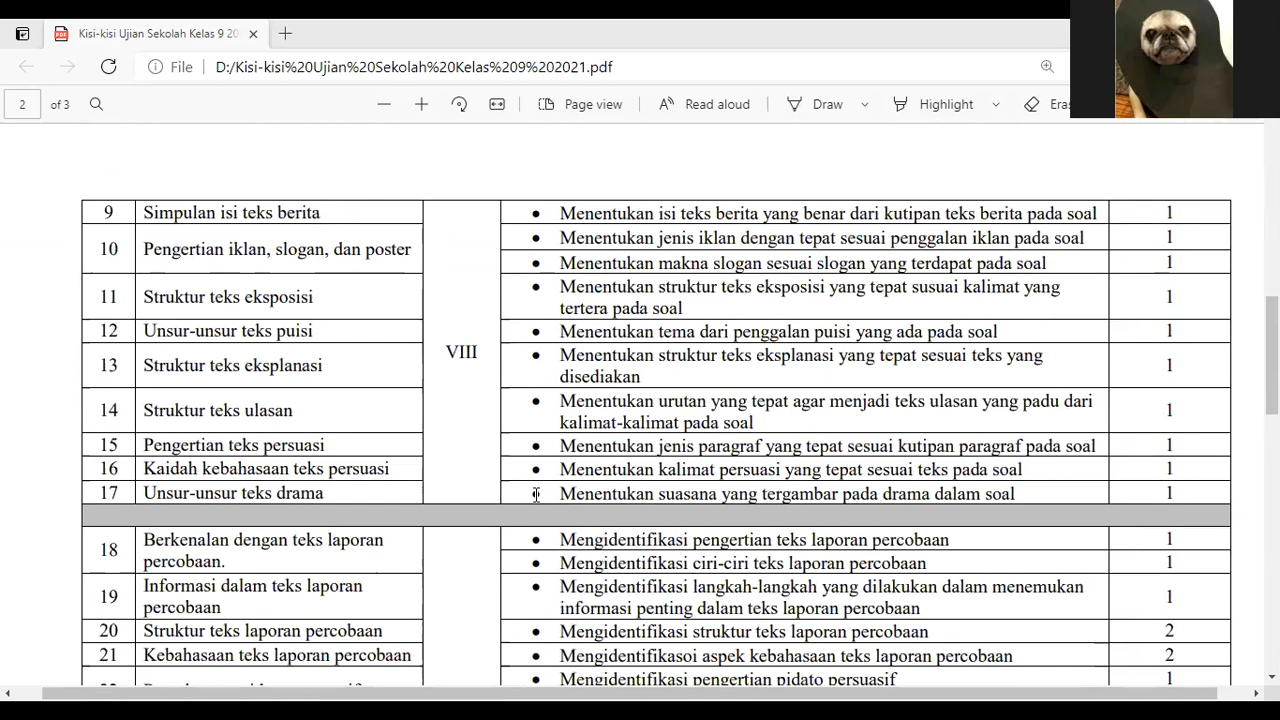 Kisi-kisi Ujian Sekolah Kelas 9 20
File D:/Kisi-kisi%20Ujian%20Sekolah%20Kelas%209%202021.pdf
2 of 3 Page view Read aloud Draw Highlight Eras
9 Simpulan isi teks berita • Menentukan isi teks berita yang benar dari kutipan teks berita pada soal 1
10 Pengertian iklan, slogan, dan poster • Menentukan jenis iklan dengan tepat sesuai penggalan iklan pada soal 1
• Menentukan makna slogan sesuai slogan yang terdapat pada soal 1
11 Struktur teks eksposisi • Menentukan struktur teks eksposisi yang tepat susuai kalimat yang
tertera pada soal 1
12 Unsur-unsur teks puisi • Menentukan tema dari penggalan puisi yang ada pada soal 1
VIII
13 Struktur teks eksplanasi • Menentukan struktur teks eksplanasi yang tepat sesuai teks yang
disediakan 1
14 Struktur teks ulasan • Menentukan urutan yang tepat agar menjadi teks ulasan yang padu dari
kalimat-kalimat pada soal 1
15 Pengertian teks persuasi • Menentukan jenis paragraf yang tepat sesuai kutipan paragraf pada soal 1
16 Kaidah kebahasaan teks persuasi • Menentukan kalimat persuasi yang tepat sesuai teks pada soal 1
17 Unsur-unsur teks drama • Menentukan suasana yang tergambar pada drama dalam soal 1
18 Berkenalan dengan teks laporan
percobaan. • Mengidentifikasi pengertian teks laporan percobaan 1
• Mengidentifikasi ciri-ciri teks laporan percobaan 1
19 Informasi dalam teks laporan
percobaan • Mengidentifikasi langkah-langkah yang dilakukan dalam menemukan
informasi penting dalam teks laporan percobaan 1
20 Struktur teks laporan percobaan • Mengidentifikasi struktur teks laporan percobaan 2
21 Kebahasaan teks laporan percobaan • Mengidentifikasoi aspek kebahasaan teks laporan percobaan 2
• Mengidentifikasi pengertian pidato persuasif 1